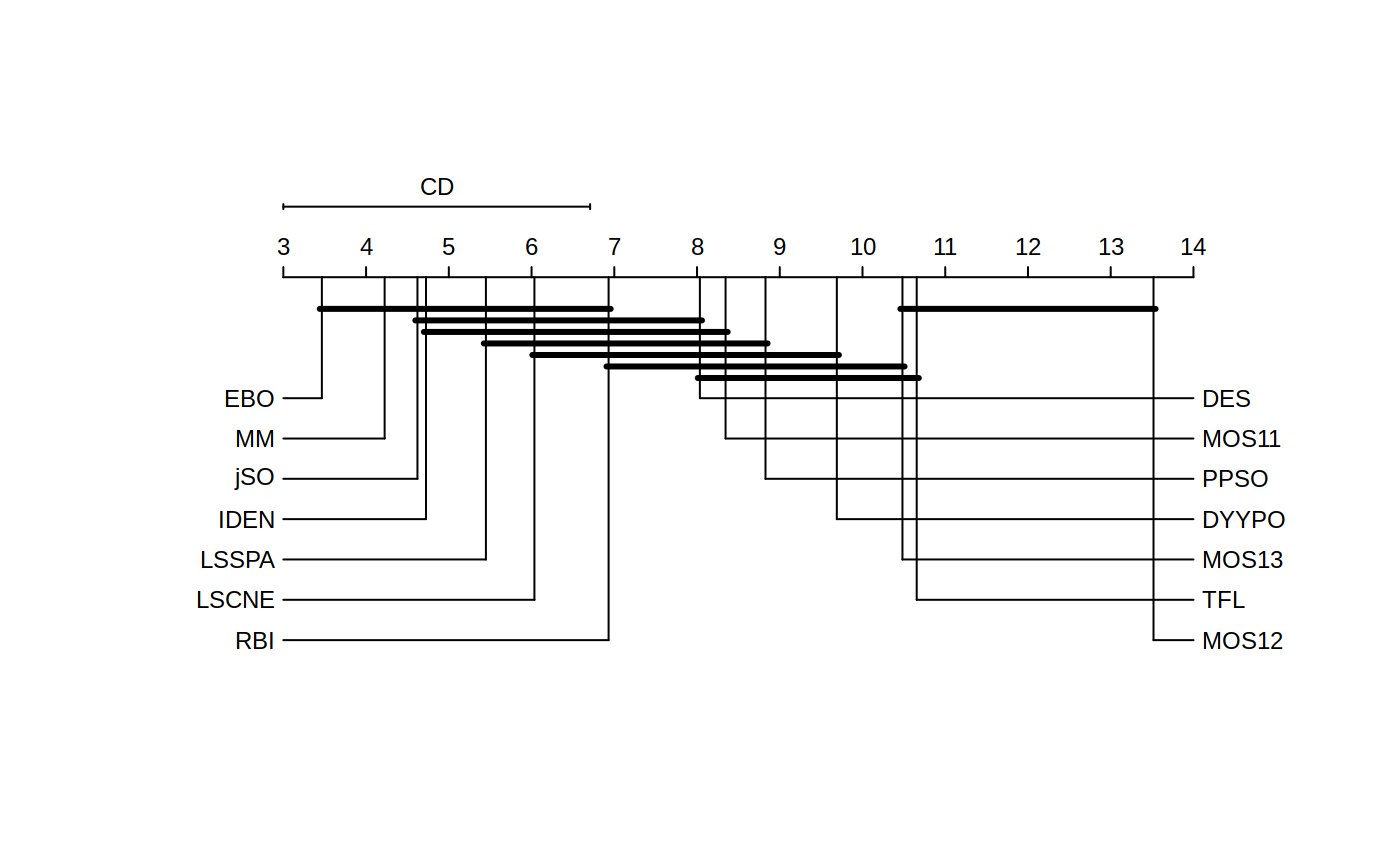 CD
3 4 5 6 7 8 9 10 11 12 13 14
EBO DES
MM MOS11
jSO PPSO
IDEN DYYPO
LSSPA MOS13
LSCNE TFL
RBI MOS12